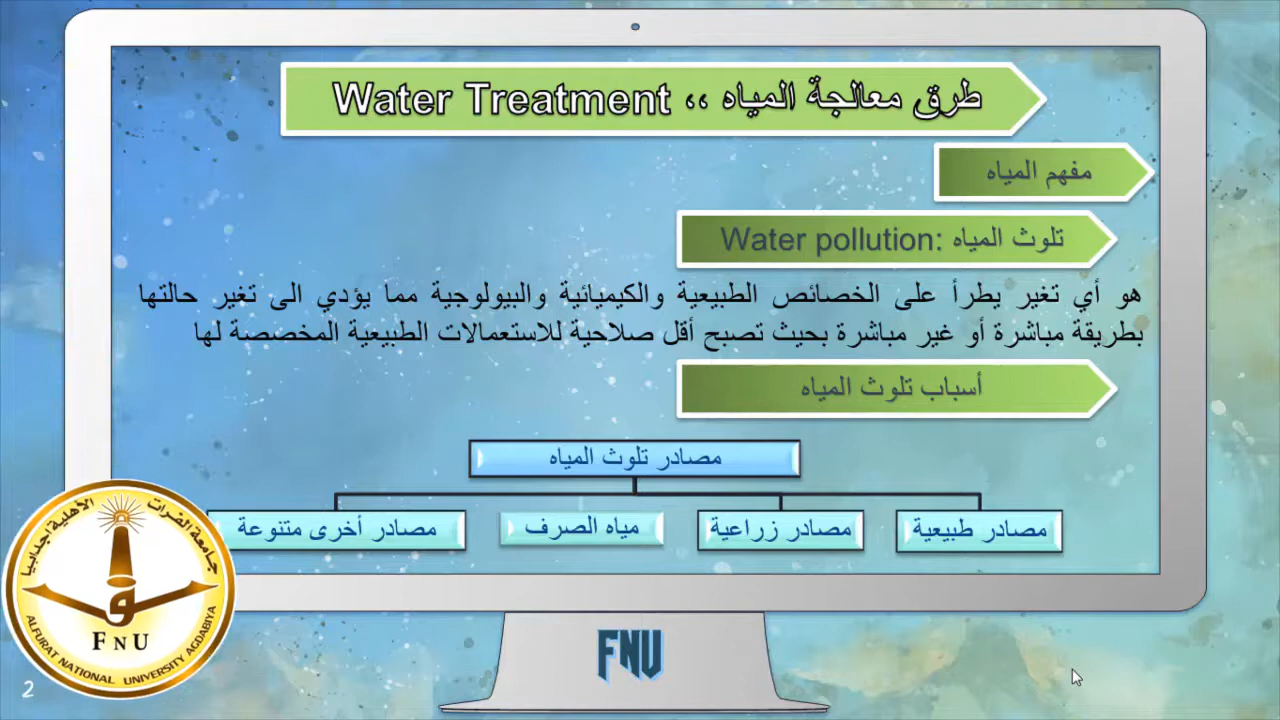 طرق معالجة المياه ،، Water Treatment
مفهم المياه
تلوث المياه :Water pollution
هو أي تغير يطرأ على الخصائص الطبيعية والكيميائية والبيولوجية مما يؤدي الى تغير حالتها
بطريقة مباشرة أو غير مباشرة بحيث تصبح أقل صلاحية للاستعمالات الطبيعية المخصصة لها
أسباب تلوث المياه
مصادر تلوث المياه
مصادر طبيعية
مصادر زراعية
مياه الصرف
مصادر أخرى متنوعة
جامعة الفرات الأهلية إجدابيا
FNU
ALFURAT NATIONAL UNIVERSITY AGDABIYA
FNU
2